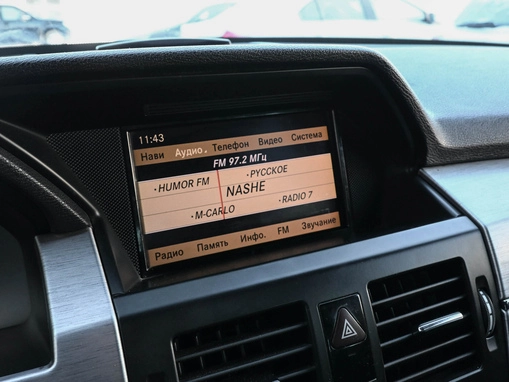 11:43
Нави Аудио Телефон Видео Система
FM 97.2 МГц
·HUMOR FM ·РУССКОЕ
NASHE
·M-CARLO ·RADIO 7
Радио Память Инфо. FM Звучание